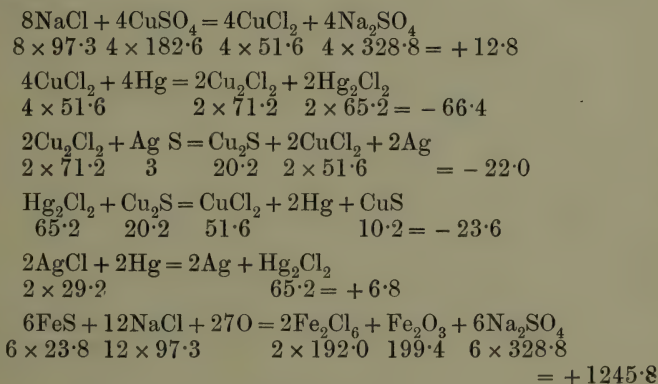 8NaCl + 4CuSO₄ = 4CuCl₂ + 4Na₂SO₄
8 × 97·3 4 × 182·6 4 × 51·6 4 × 328·8 = + 12·8
4CuCl₂ + 4Hg = 2Cu₂Cl₂ + 2Hg₂Cl₂
4 × 51·6 2 × 71·2 2 × 65·2 = − 66·4
2Cu₂Cl₂ + Ag S = Cu₂S + 2CuCl₂ + 2Ag
2 × 71·2 3 20·2 2 × 51·6 = − 22·0
Hg₂Cl₂ + Cu₂S = CuCl₂ + 2Hg + CuS
65·2 20·2 51·6 10·2 = − 23·6
2AgCl + 2Hg = 2Ag + Hg₂Cl₂
2 × 29·2 65·2 = + 6·8
6FeS + 12NaCl + 27O = 2Fe₂Cl₆ + Fe₂O₃ + 6Na₂SO₄
6 × 23·8 12 × 97·3 2 × 192·0 199·4 6 × 328·8
= + 1245·8